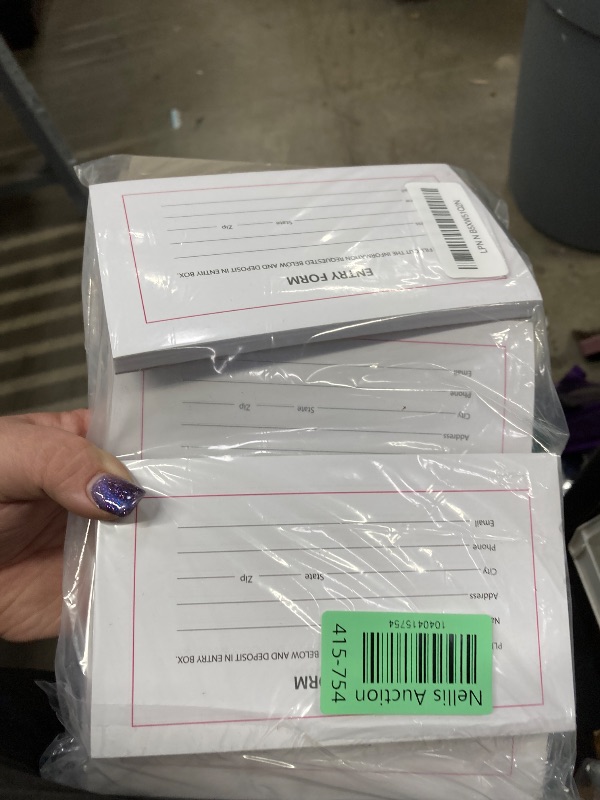 ENTRY FORM
FILL OUT THE INFORMATION REQUESTED BELOW AND DEPOSIT IN ENTRY BOX.
State Zip
LPN N
Email
Phone
City State Zip
Address
RM
BELOW AND DEPOSIT IN ENTRY BOX.
Address
City State Zip
Phone
Email
Nellis Auction
1040415754
415-754